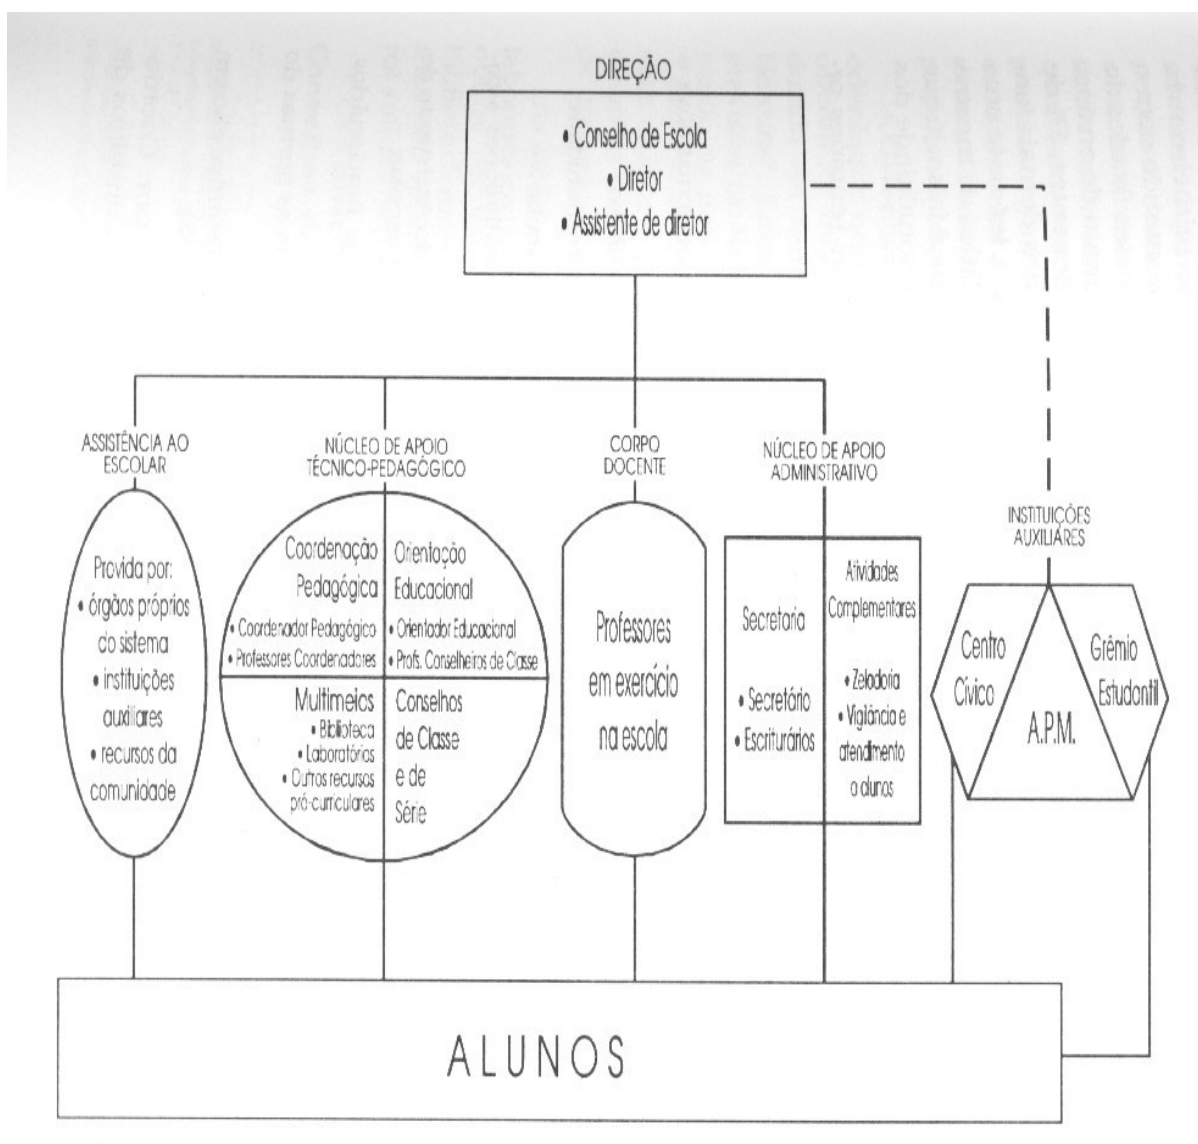 DIREÇÃO
• Conselho de Escola
• Diretor
• Assistente de diretor
ASSISTÊNCIA AO
ESCOLAR
Provida por:
• órgãos próprios
do sistema
• instituições
auxiliares
• recursos da
comunidade
NÚCLEO DE APOIO
TÉCNICO-PEDAGÓGICO
Coordenação
Pedagógica
• Coordenador Pedagógico
• Professores Coordenadores
Orientação
Educacional
• Orientador Educacional
• Profs. Conselheiros de Classe
Multimeios
• Biblioteca
• Laboratórios
• Outros recursos
pró-curriculares
Conselhos
de Classe
e de
Série
CORPO
DOCENTE
Professores
em exercício
na escola
NÚCLEO DE APOIO
ADMINISTRATIVO
Secretaria
• Secretário
• Escriturários
Atividades
Complementares
• Zeladoria
• Vigilância e
atendimento
a alunos
INSTITUIÇÕES
AUXILIARES
Centro
Cívico
A.P.M.
Grêmio
Estudantil
ALUNOS